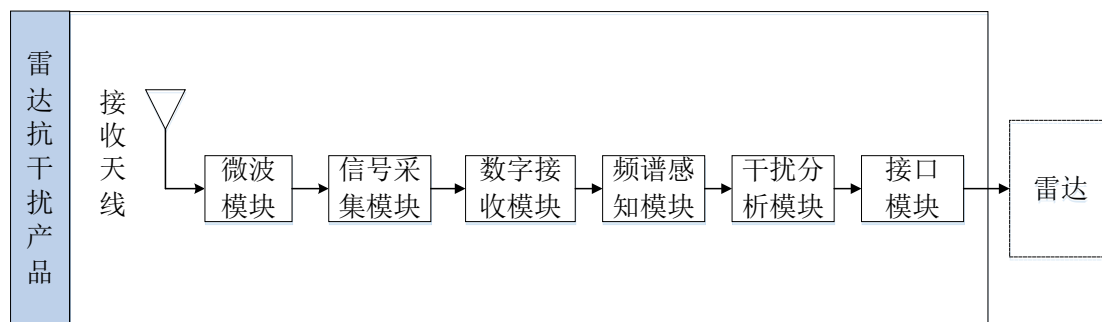 雷达抗干扰产品
接收天线
微波
模块
信号采
集模块
数字接
收模块
频谱感
知模块
干扰分
析模块
接口
模块
雷达